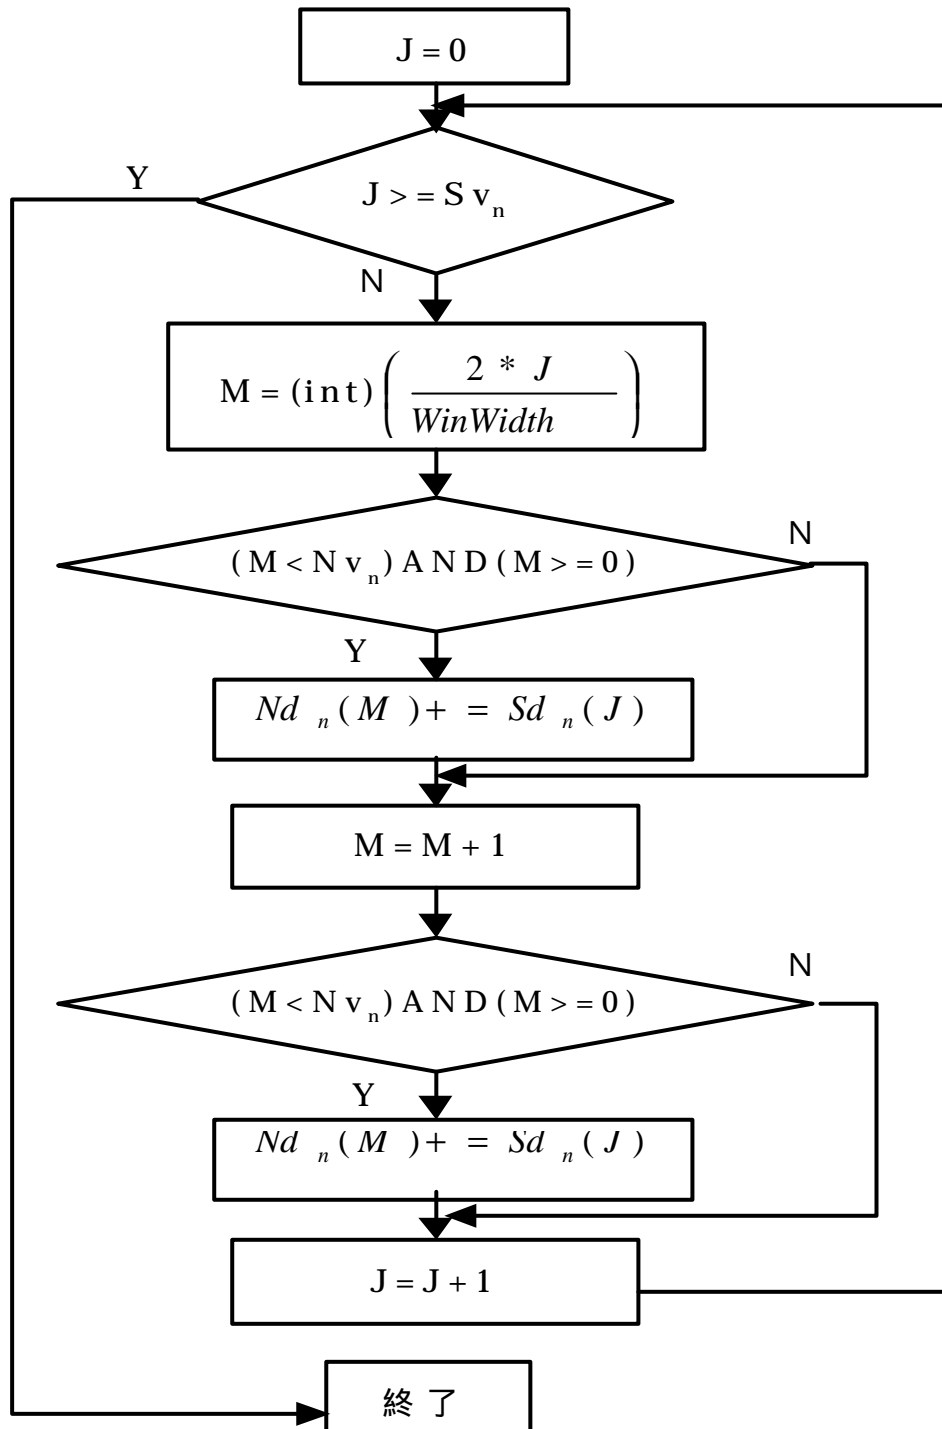 J = 0
Y
J > = S v_n
N
M = (int) ( 2 * J / WinWidth )
N
( M < N v_n ) A N D ( M > = 0 )
Y
Nd_n ( M ) + = Sd_n ( J )
M = M + 1
N
( M < N v_n ) A N D ( M > = 0 )
Y
Nd_n ( M ) + = Sd_n ( J )
J = J + 1
終 了